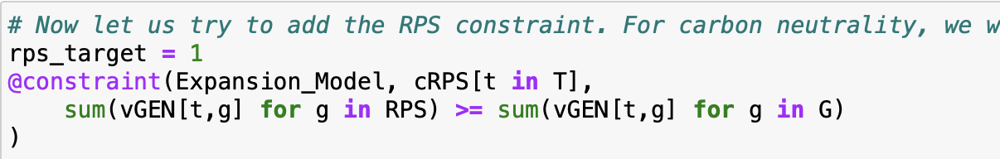 # Now let us try to add the RPS constraint. For carbon neutrality, we w
rps_target = 1
@constraint(Expansion_Model, cRPS[t in T],
    sum(vGEN[t,g] for g in RPS) >= sum(vGEN[t,g] for g in G)
)